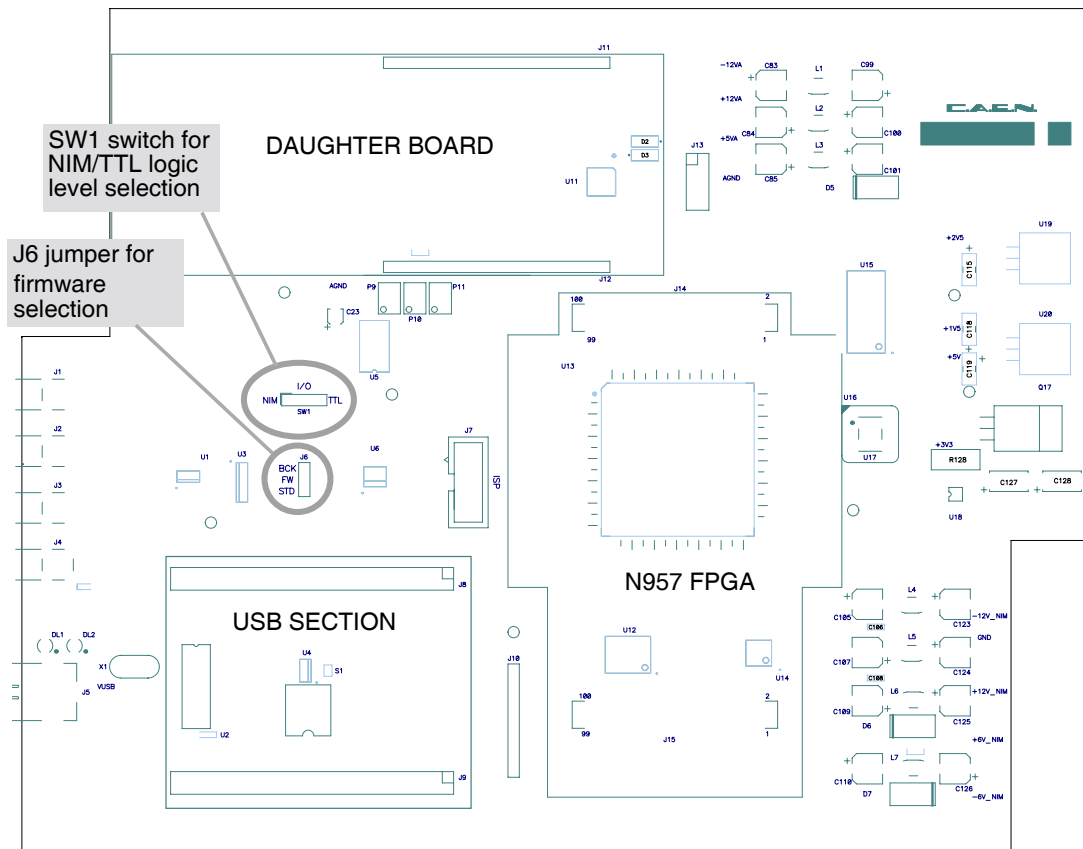 J11
-12VA
C83
L1
C99
+12VA
L2
C.A.E.N.
SW1 switch for
NIM/TTL logic
level selection
DAUGHTER BOARD
D2
D3
U11
J13
C84
C100
+5VA
L3
AGND
C85
D5
C101
J6 jumper for
firmware
selection
J12
U19
+2V5
C115
U15
AGND
P9
P10
P11
J14
100
2
C23
99
1
U5
U13
+1V5
C118
U20
+5V
C119
J1
I/O
NIM
TTL
SW1
Q17
U16
J2
J7
U17
+3V3
R128
U1
U3
J6
BCK
FW
STD
U6
ISP
J3
C127
C128
U18
J4
N957 FPGA
J8
USB SECTION
L4
C105
C106
C123
-12V_NIM
DL1
DL2
L5
GND
U12
X1
VUSB
J5
U4
S1
J10
U14
C107
C108
C124
100
2
L6
+12V_NIM
C109
C125
D6
U2
99
J15
1
+6V_NIM
J9
L7
C110
C126
D7
-6V_NIM